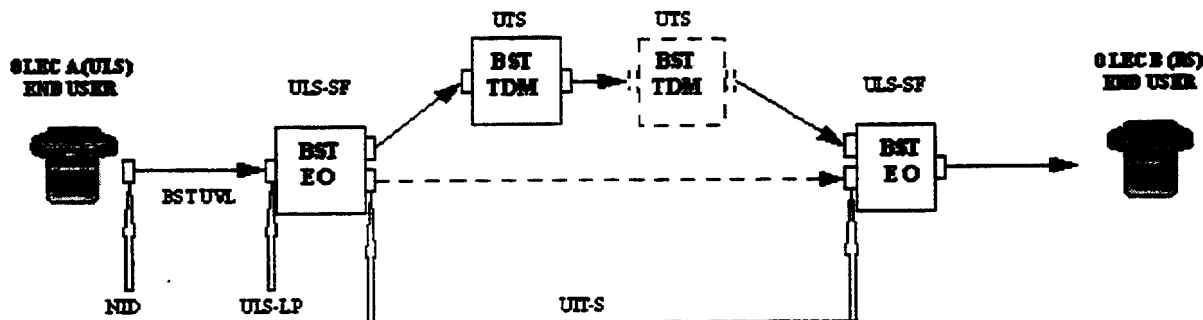 UTS
UTS
OLEC A (ULS)
END USER
BST
TDM
BST
TDM
OLEC B (RS)
END USER
ULS-SF
ULS-SF
BST
EO
BST
EO
BST UVL
NID
ULS-LP
UIT-S